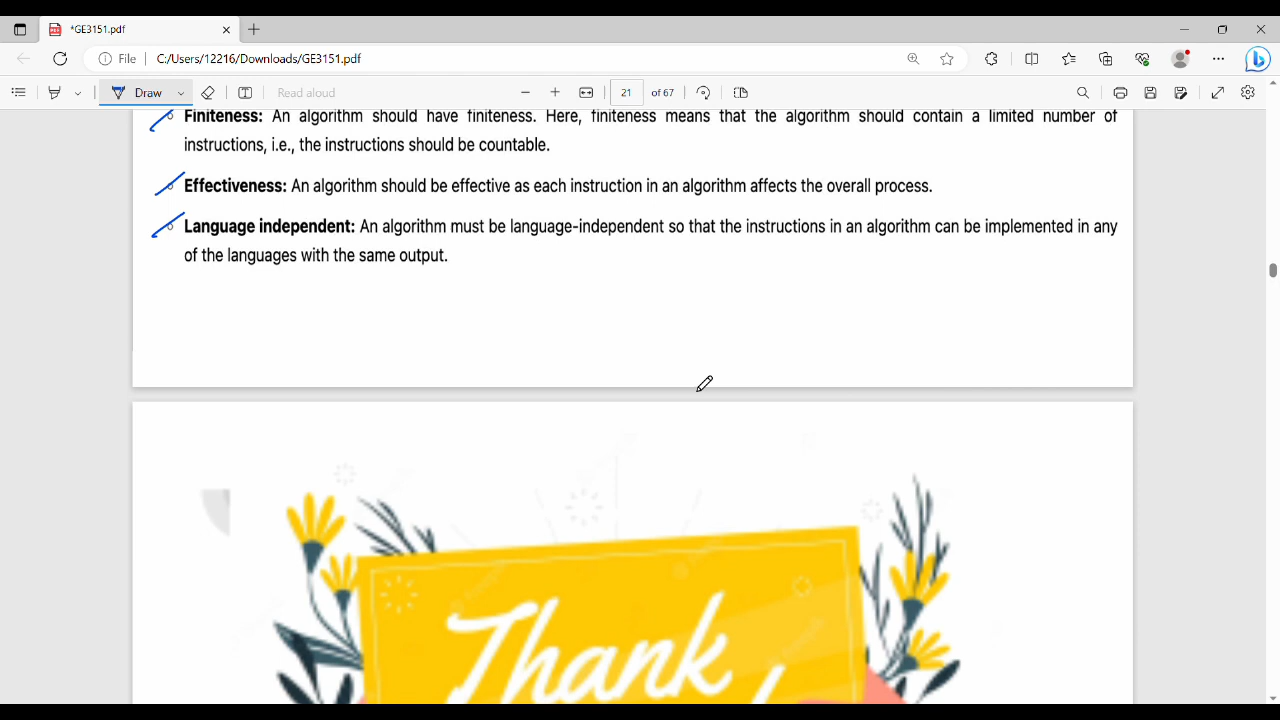 *GE3151.pdf
File C:/Users/12216/Downloads/GE3151.pdf
Draw Read aloud 21 of 67
Finiteness: An algorithm should have finiteness. Here, finiteness means that the algorithm should contain a limited number of
instructions, i.e., the instructions should be countable.
Effectiveness: An algorithm should be effective as each instruction in an algorithm affects the overall process.
Language independent: An algorithm must be language-independent so that the instructions in an algorithm can be implemented in any
of the languages with the same output.
Thank